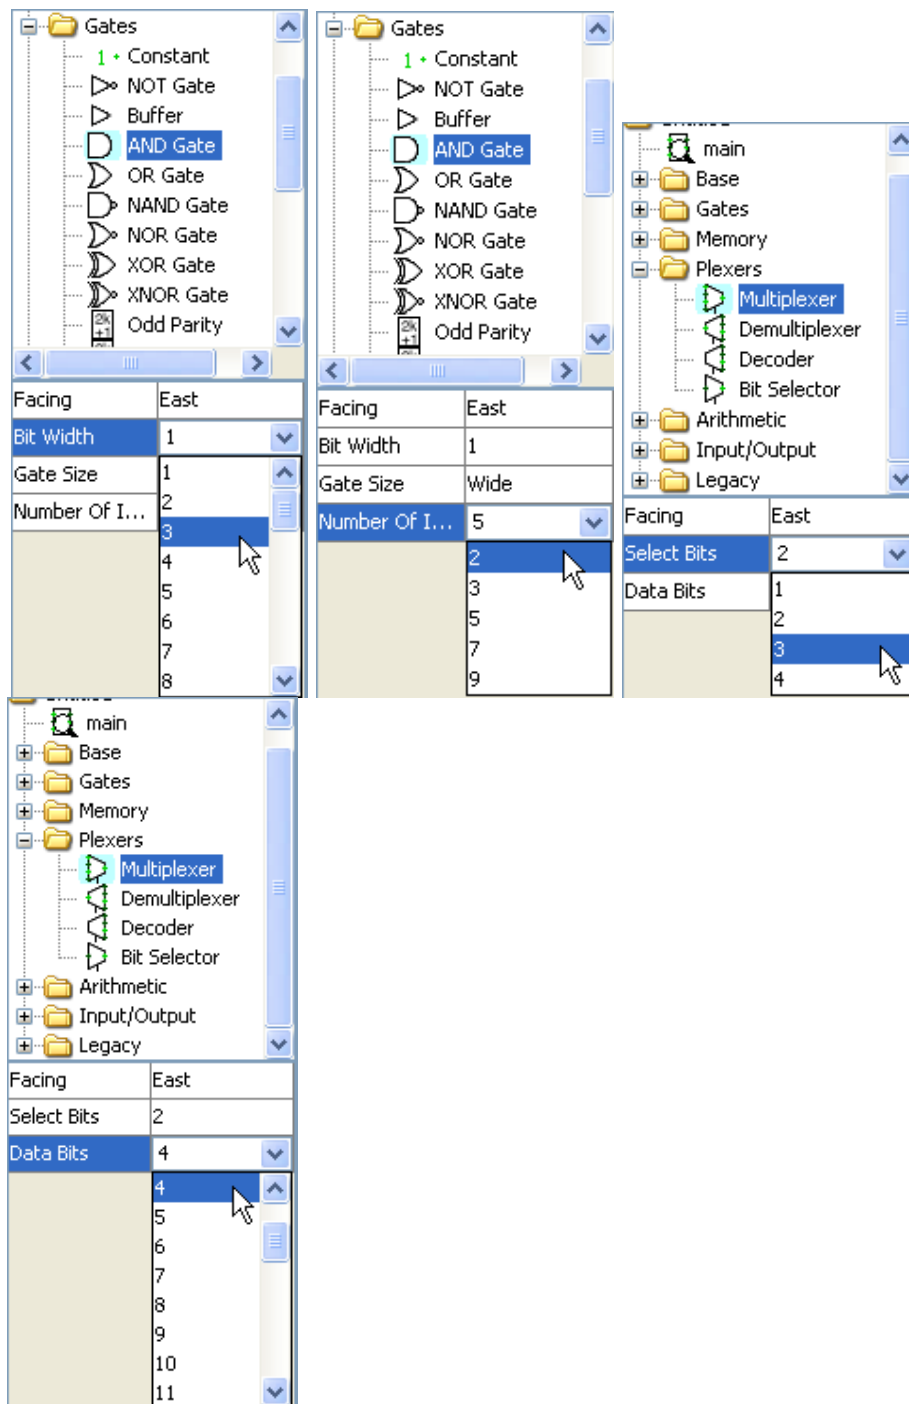 Gates
1 Constant
NOT Gate
Buffer
AND Gate
OR Gate
NAND Gate
NOR Gate
XOR Gate
XNOR Gate
2k+1 Odd Parity
Facing East
Bit Width 1
Gate Size 1
2
Number Of I...
3
4
5
6
7
8
Gates
1 Constant
NOT Gate
Buffer
AND Gate
OR Gate
NAND Gate
NOR Gate
XOR Gate
XNOR Gate
2k+1 Odd Parity
Facing East
Bit Width 1
Gate Size Wide
Number Of I... 5
2
3
5
7
9
main
Base
Gates
Memory
Plexers
Multiplexer
Demultiplexer
Decoder
Bit Selector
Arithmetic
Input/Output
Legacy
Facing East
Select Bits 2
Data Bits 1
2
3
4
main
Base
Gates
Memory
Plexers
Multiplexer
Demultiplexer
Decoder
Bit Selector
Arithmetic
Input/Output
Legacy
Facing East
Select Bits 2
Data Bits 4
4
5
6
7
8
9
10
11